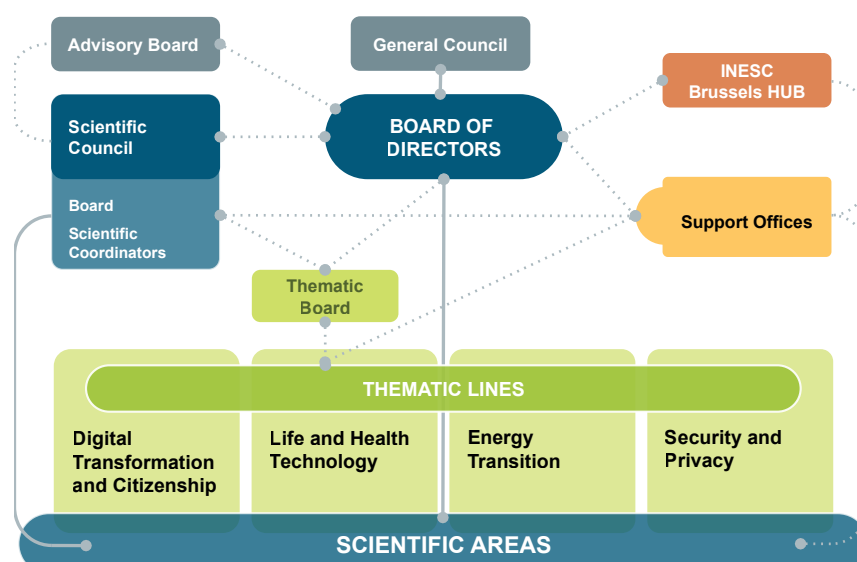 Advisory Board
General Council
INESC
Brussels HUB
Scientific
Council
BOARD OF
DIRECTORS
Board
Scientific
Coordinators
Support Offices
Thematic
Board
THEMATIC LINES
Digital
Transformation
and Citizenship
Life and Health
Technology
Energy
Transition
Security and
Privacy
SCIENTIFIC AREAS